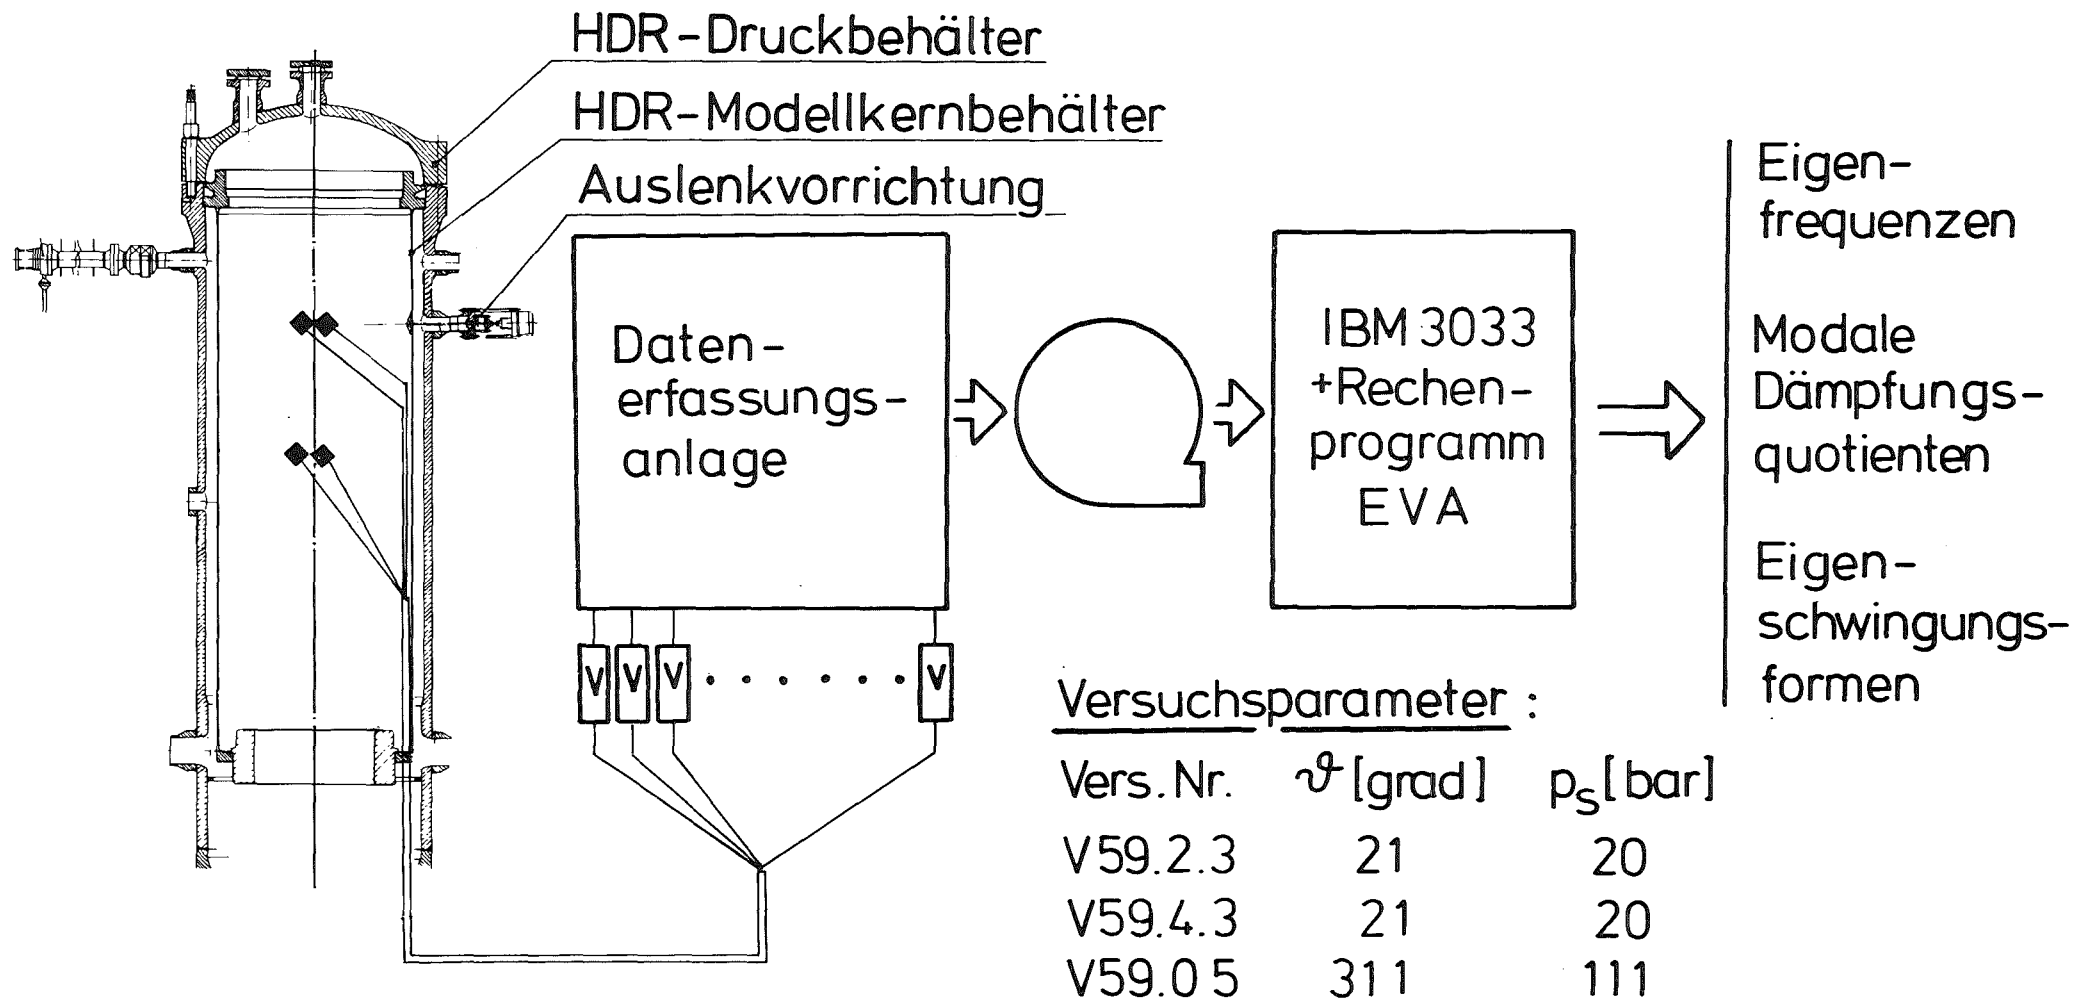 HDR-Druckbehälter
HDR-Modellkernbehälter
Auslenkvorrichtung
Daten-
erfassungs-
anlage
V V V V
IBM 3033
+Rechen-
programm
EVA
Eigen-
frequenzen
Modale
Dämpfungs-
quotienten
Eigen-
schwingungs-
formen
Versuchsparameter :
Vers. Nr. ϑ [grad] pₛ [bar]
V59.2.3 21 20
V59.4.3 21 20
V59.0 5 311 111